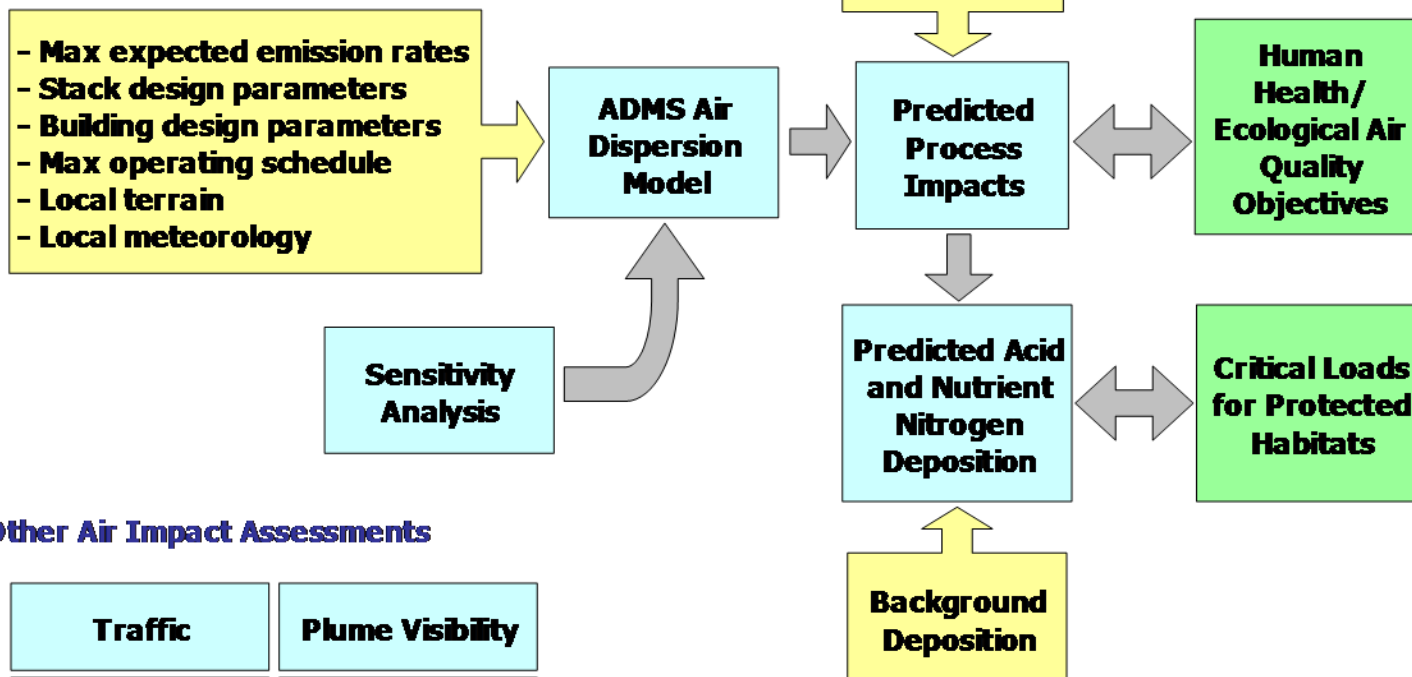 - Max expected emission rates
- Stack design parameters
- Building design parameters
- Max operating schedule
- Local terrain
- Local meteorology
ADMS Air
Dispersion
Model
Predicted
Process
Impacts
Human
Health/
Ecological Air
Quality
Objectives
Sensitivity
Analysis
Predicted Acid
and Nutrient
Nitrogen
Deposition
Critical Loads
for Protected
Habitats
Other Air Impact Assessments
Traffic
Plume Visibility
Background
Deposition